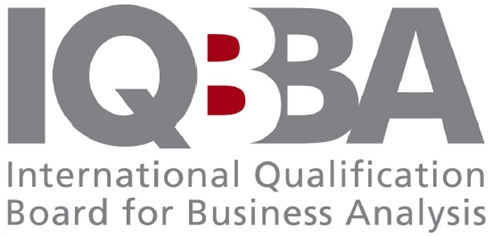 IQBBA
International Qualification
Board for Business Analysis